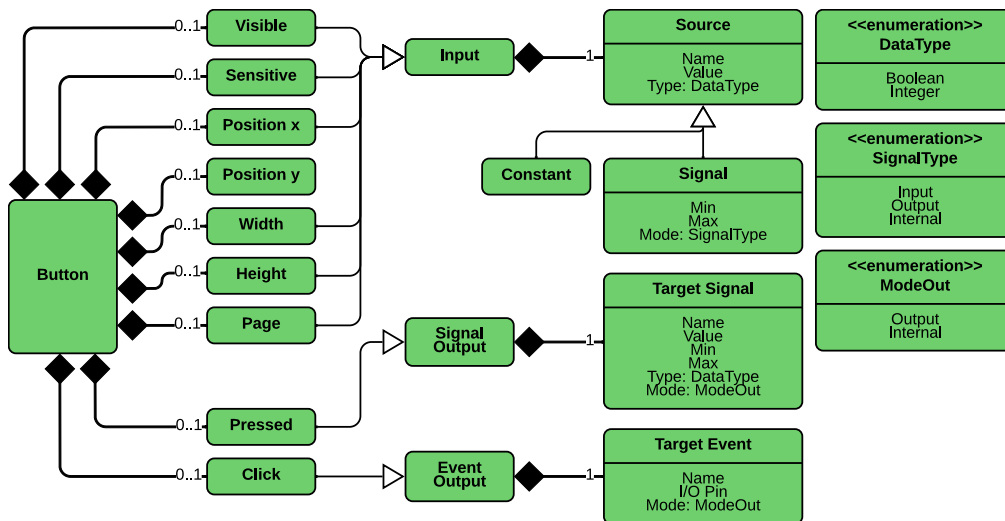 0..1
Visible
0..1
Sensitive
0..1
Position x
0..1
Position y
0..1
Width
0..1
Height
0..1
Page
0..1
Pressed
0..1
Click
Button
Input
1
Source
Name
Value
Type: DataType
Constant
Signal
Min
Max
Mode: SignalType
Signal
Output
1
Target Signal
Name
Value
Min
Max
Type: DataType
Mode: ModeOut
Event
Output
1
Target Event
Name
I/O Pin
Mode: ModeOut
<<enumeration>>
DataType
Boolean
Integer
<<enumeration>>
SignalType
Input
Output
Internal
<<enumeration>>
ModeOut
Output
Internal